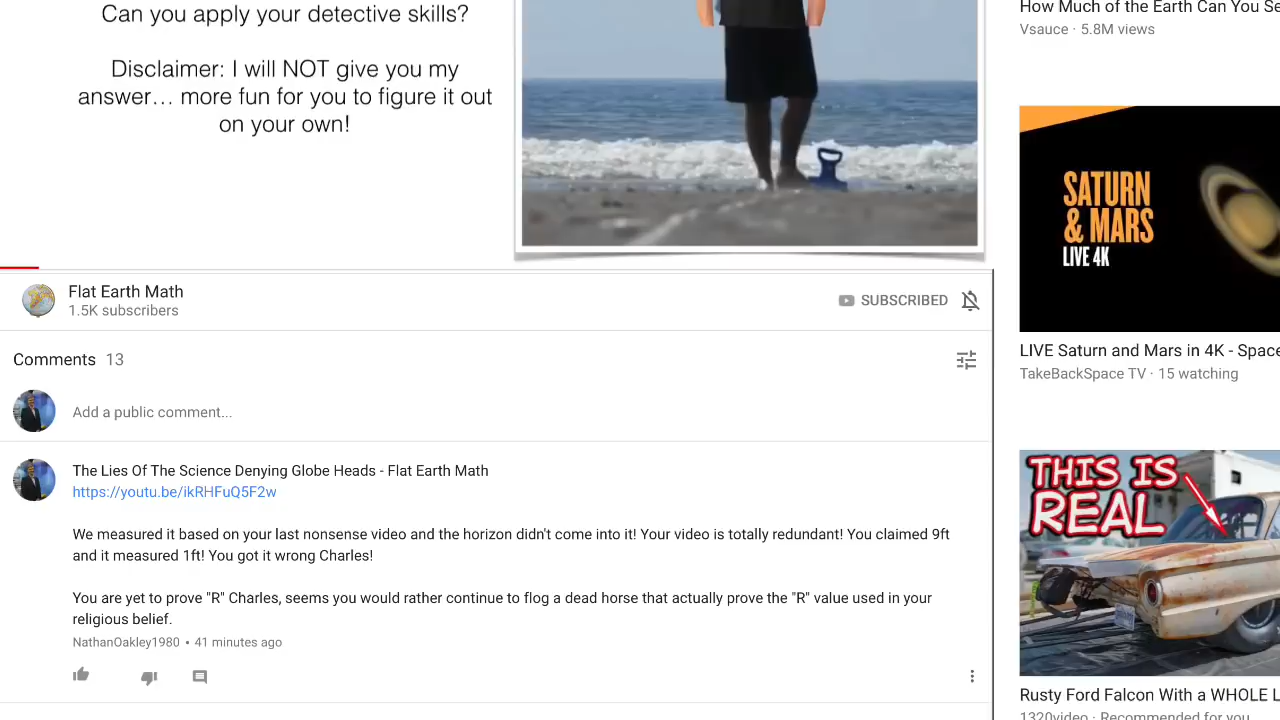 Can you apply your detective skills?
Disclaimer: I will NOT give you my
answer... more fun for you to figure it out
on your own!
Flat Earth Math
1.5K subscribers
SUBSCRIBED
Comments 13
Add a public comment...
The Lies Of The Science Denying Globe Heads - Flat Earth Math
https://youtu.be/ikRHFuQ5F2w
We measured it based on your last nonsense video and the horizon didn't come into it! Your video is totally redundant! You claimed 9ft
and it measured 1ft! You got it wrong Charles!
You are yet to prove "R" Charles, seems you would rather continue to flog a dead horse that actually prove the "R" value used in your
religious belief.
NathanOakley1980 • 41 minutes ago
How Much of the Earth Can You Se
Vsauce · 5.8M views
SATURN
& MARS
LIVE 4K
LIVE Saturn and Mars in 4K - Space
TakeBackSpace TV · 15 watching
THIS IS
REAL
Rusty Ford Falcon With a WHOLE L
1320video · Recommended for you